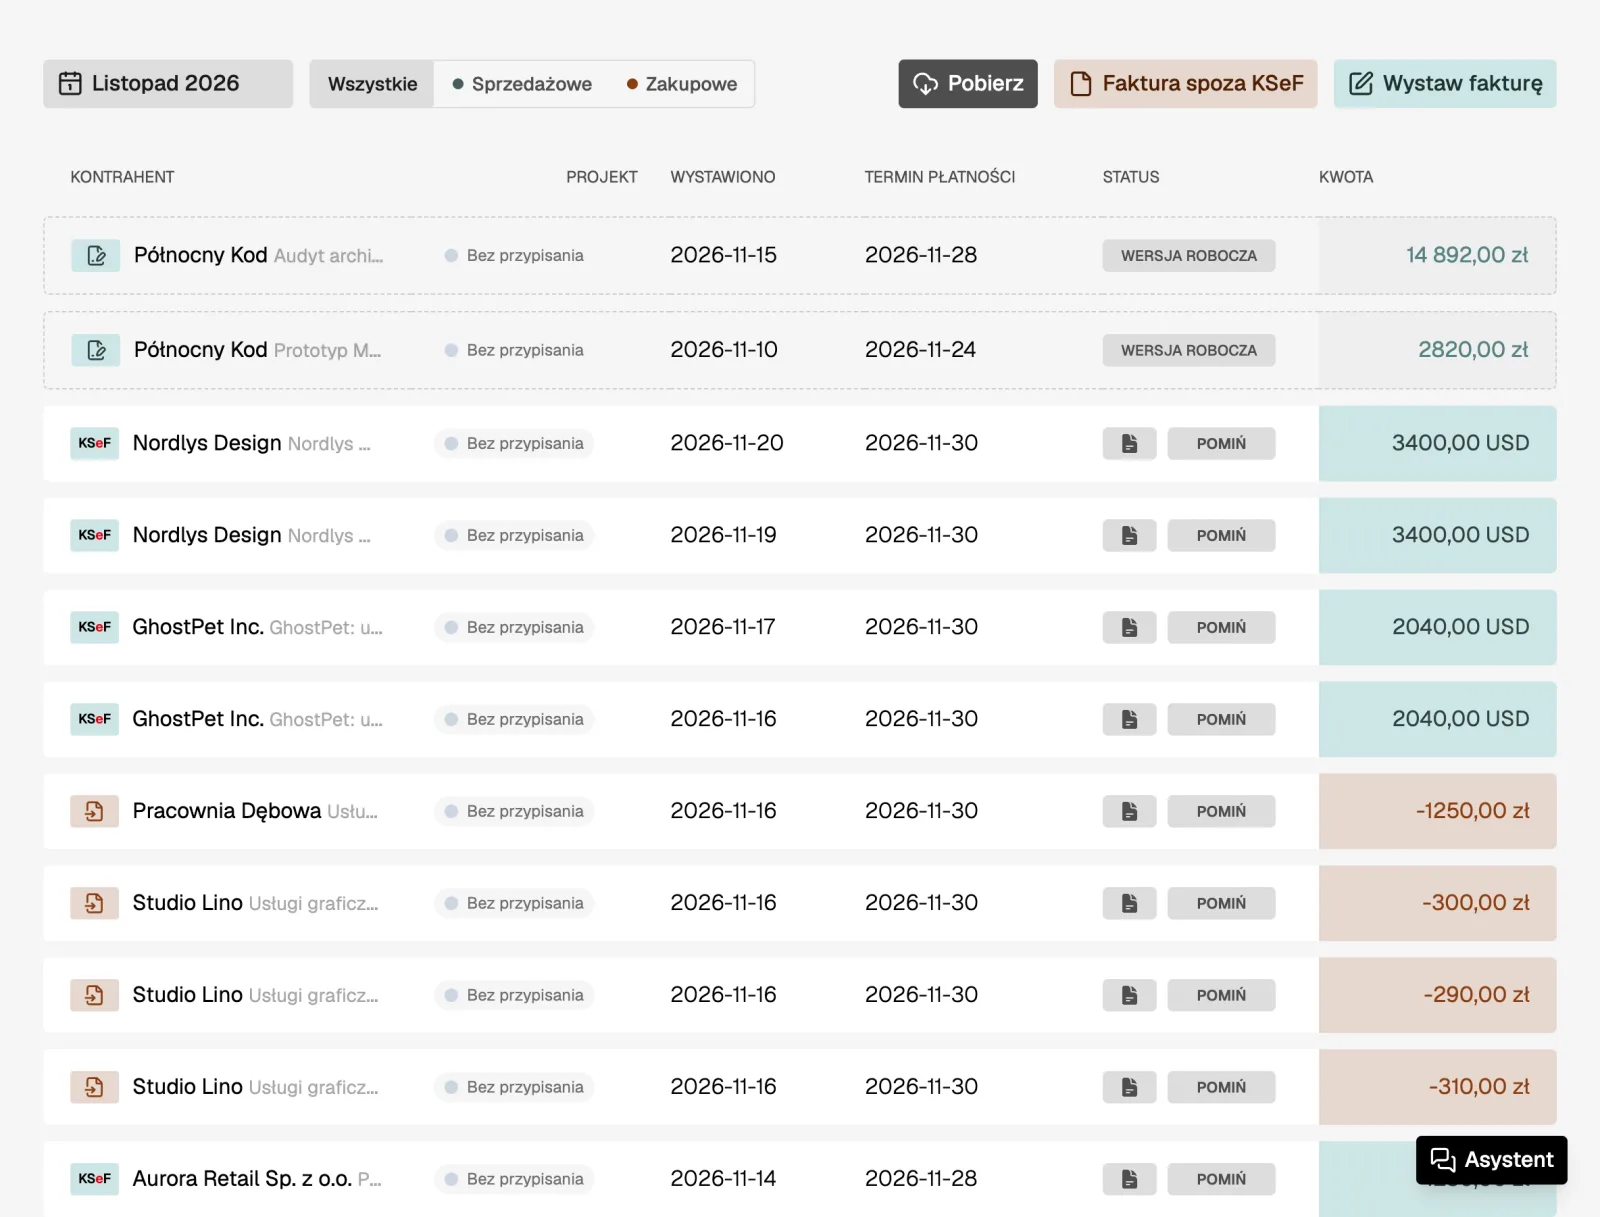 Listopad 2026 Wszystkie Sprzedażowe Zakupowe Pobierz Faktura spoza KSeF Wystaw fakturę
KONTRAHENT PROJEKT WYSTAWIONO TERMIN PŁATNOŚCI STATUS KWOTA
Północny Kod Audyt archi... Bez przypisania 2026-11-15 2026-11-28 WERSJA ROBOCZA 14 892,00 zł
Północny Kod Prototyp M... Bez przypisania 2026-11-10 2026-11-24 WERSJA ROBOCZA 2820,00 zł
KSeF Nordlys Design Nordlys ... Bez przypisania 2026-11-20 2026-11-30 POMIŃ 3400,00 USD
KSeF Nordlys Design Nordlys ... Bez przypisania 2026-11-19 2026-11-30 POMIŃ 3400,00 USD
KSeF GhostPet Inc. GhostPet: u... Bez przypisania 2026-11-17 2026-11-30 POMIŃ 2040,00 USD
KSeF GhostPet Inc. GhostPet: u... Bez przypisania 2026-11-16 2026-11-30 POMIŃ 2040,00 USD
Pracownia Dębowa Usłu... Bez przypisania 2026-11-16 2026-11-30 POMIŃ -1250,00 zł
Studio Lino Usługi graficz... Bez przypisania 2026-11-16 2026-11-30 POMIŃ -300,00 zł
Studio Lino Usługi graficz... Bez przypisania 2026-11-16 2026-11-30 POMIŃ -290,00 zł
Studio Lino Usługi graficz... Bez przypisania 2026-11-16 2026-11-30 POMIŃ -310,00 zł
KSeF Aurora Retail Sp. z o.o. P... Bez przypisania 2026-11-14 2026-11-28 POMIŃ
Asystent